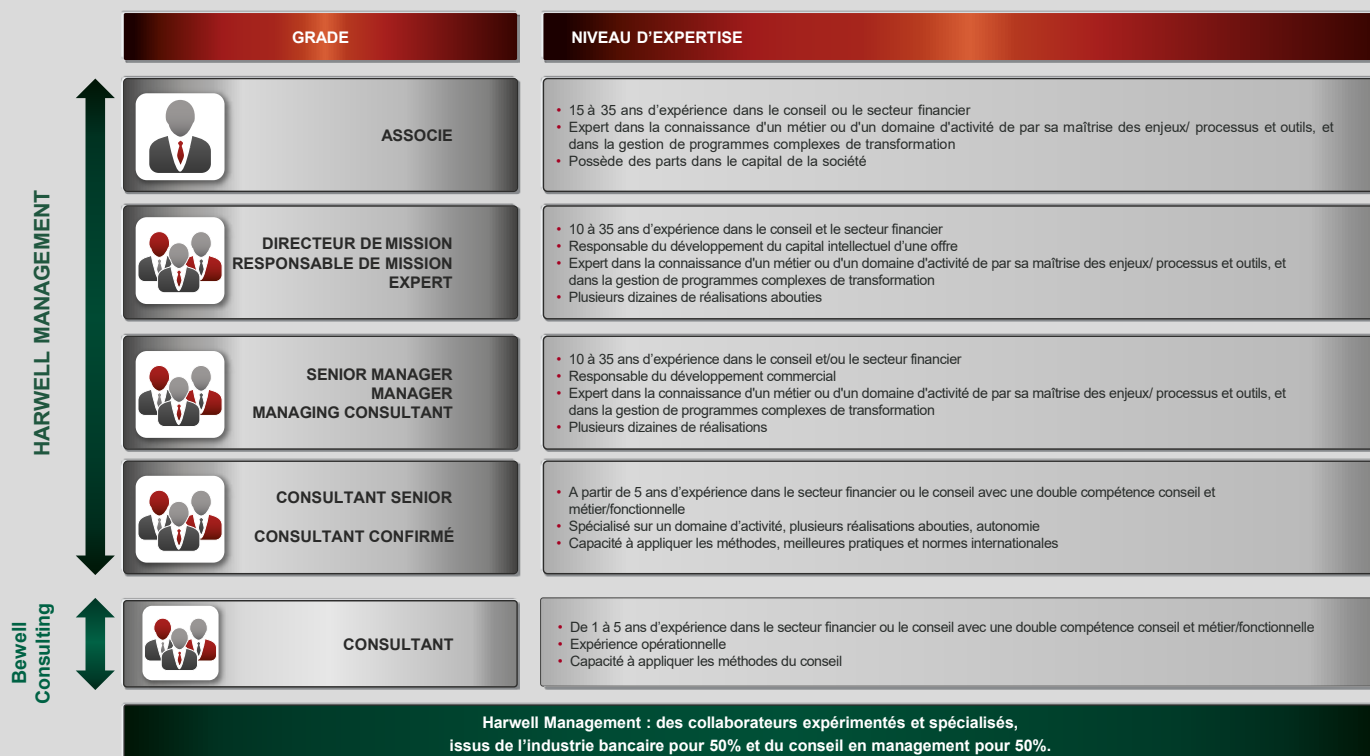 GRADE
NIVEAU D’EXPERTISE
HARWELL MANAGEMENT
ASSOCIE
• 15 à 35 ans d’expérience dans le conseil ou le secteur financier
• Expert dans la connaissance d'un métier ou d'un domaine d'activité de par sa maîtrise des enjeux/ processus et outils, et
dans la gestion de programmes complexes de transformation
• Possède des parts dans le capital de la société
DIRECTEUR DE MISSION
RESPONSABLE DE MISSION
EXPERT
• 10 à 35 ans d’expérience dans le conseil et le secteur financier
• Responsable du développement du capital intellectuel d’une offre
• Expert dans la connaissance d'un métier ou d'un domaine d'activité de par sa maîtrise des enjeux/ processus et outils, et
dans la gestion de programmes complexes de transformation
• Plusieurs dizaines de réalisations abouties
SENIOR MANAGER
MANAGER
MANAGING CONSULTANT
• 10 à 35 ans d’expérience dans le conseil et/ou le secteur financier
• Responsable du développement commercial
• Expert dans la connaissance d'un métier ou d'un domaine d'activité de par sa maîtrise des enjeux/ processus et outils, et
dans la gestion de programmes complexes de transformation
• Plusieurs dizaines de réalisations
CONSULTANT SENIOR
CONSULTANT CONFIRMÉ
• A partir de 5 ans d’expérience dans le secteur financier ou le conseil avec une double compétence conseil et
métier/fonctionnelle
• Spécialisé sur un domaine d’activité, plusieurs réalisations abouties, autonomie
• Capacité à appliquer les méthodes, meilleures pratiques et normes internationales
Bewell
Consulting
CONSULTANT
• De 1 à 5 ans d’expérience dans le secteur financier ou le conseil avec une double compétence conseil et métier/fonctionnelle
• Expérience opérationnelle
• Capacité à appliquer les méthodes du conseil
Harwell Management : des collaborateurs expérimentés et spécialisés,
issus de l’industrie bancaire pour 50% et du conseil en management pour 50%.